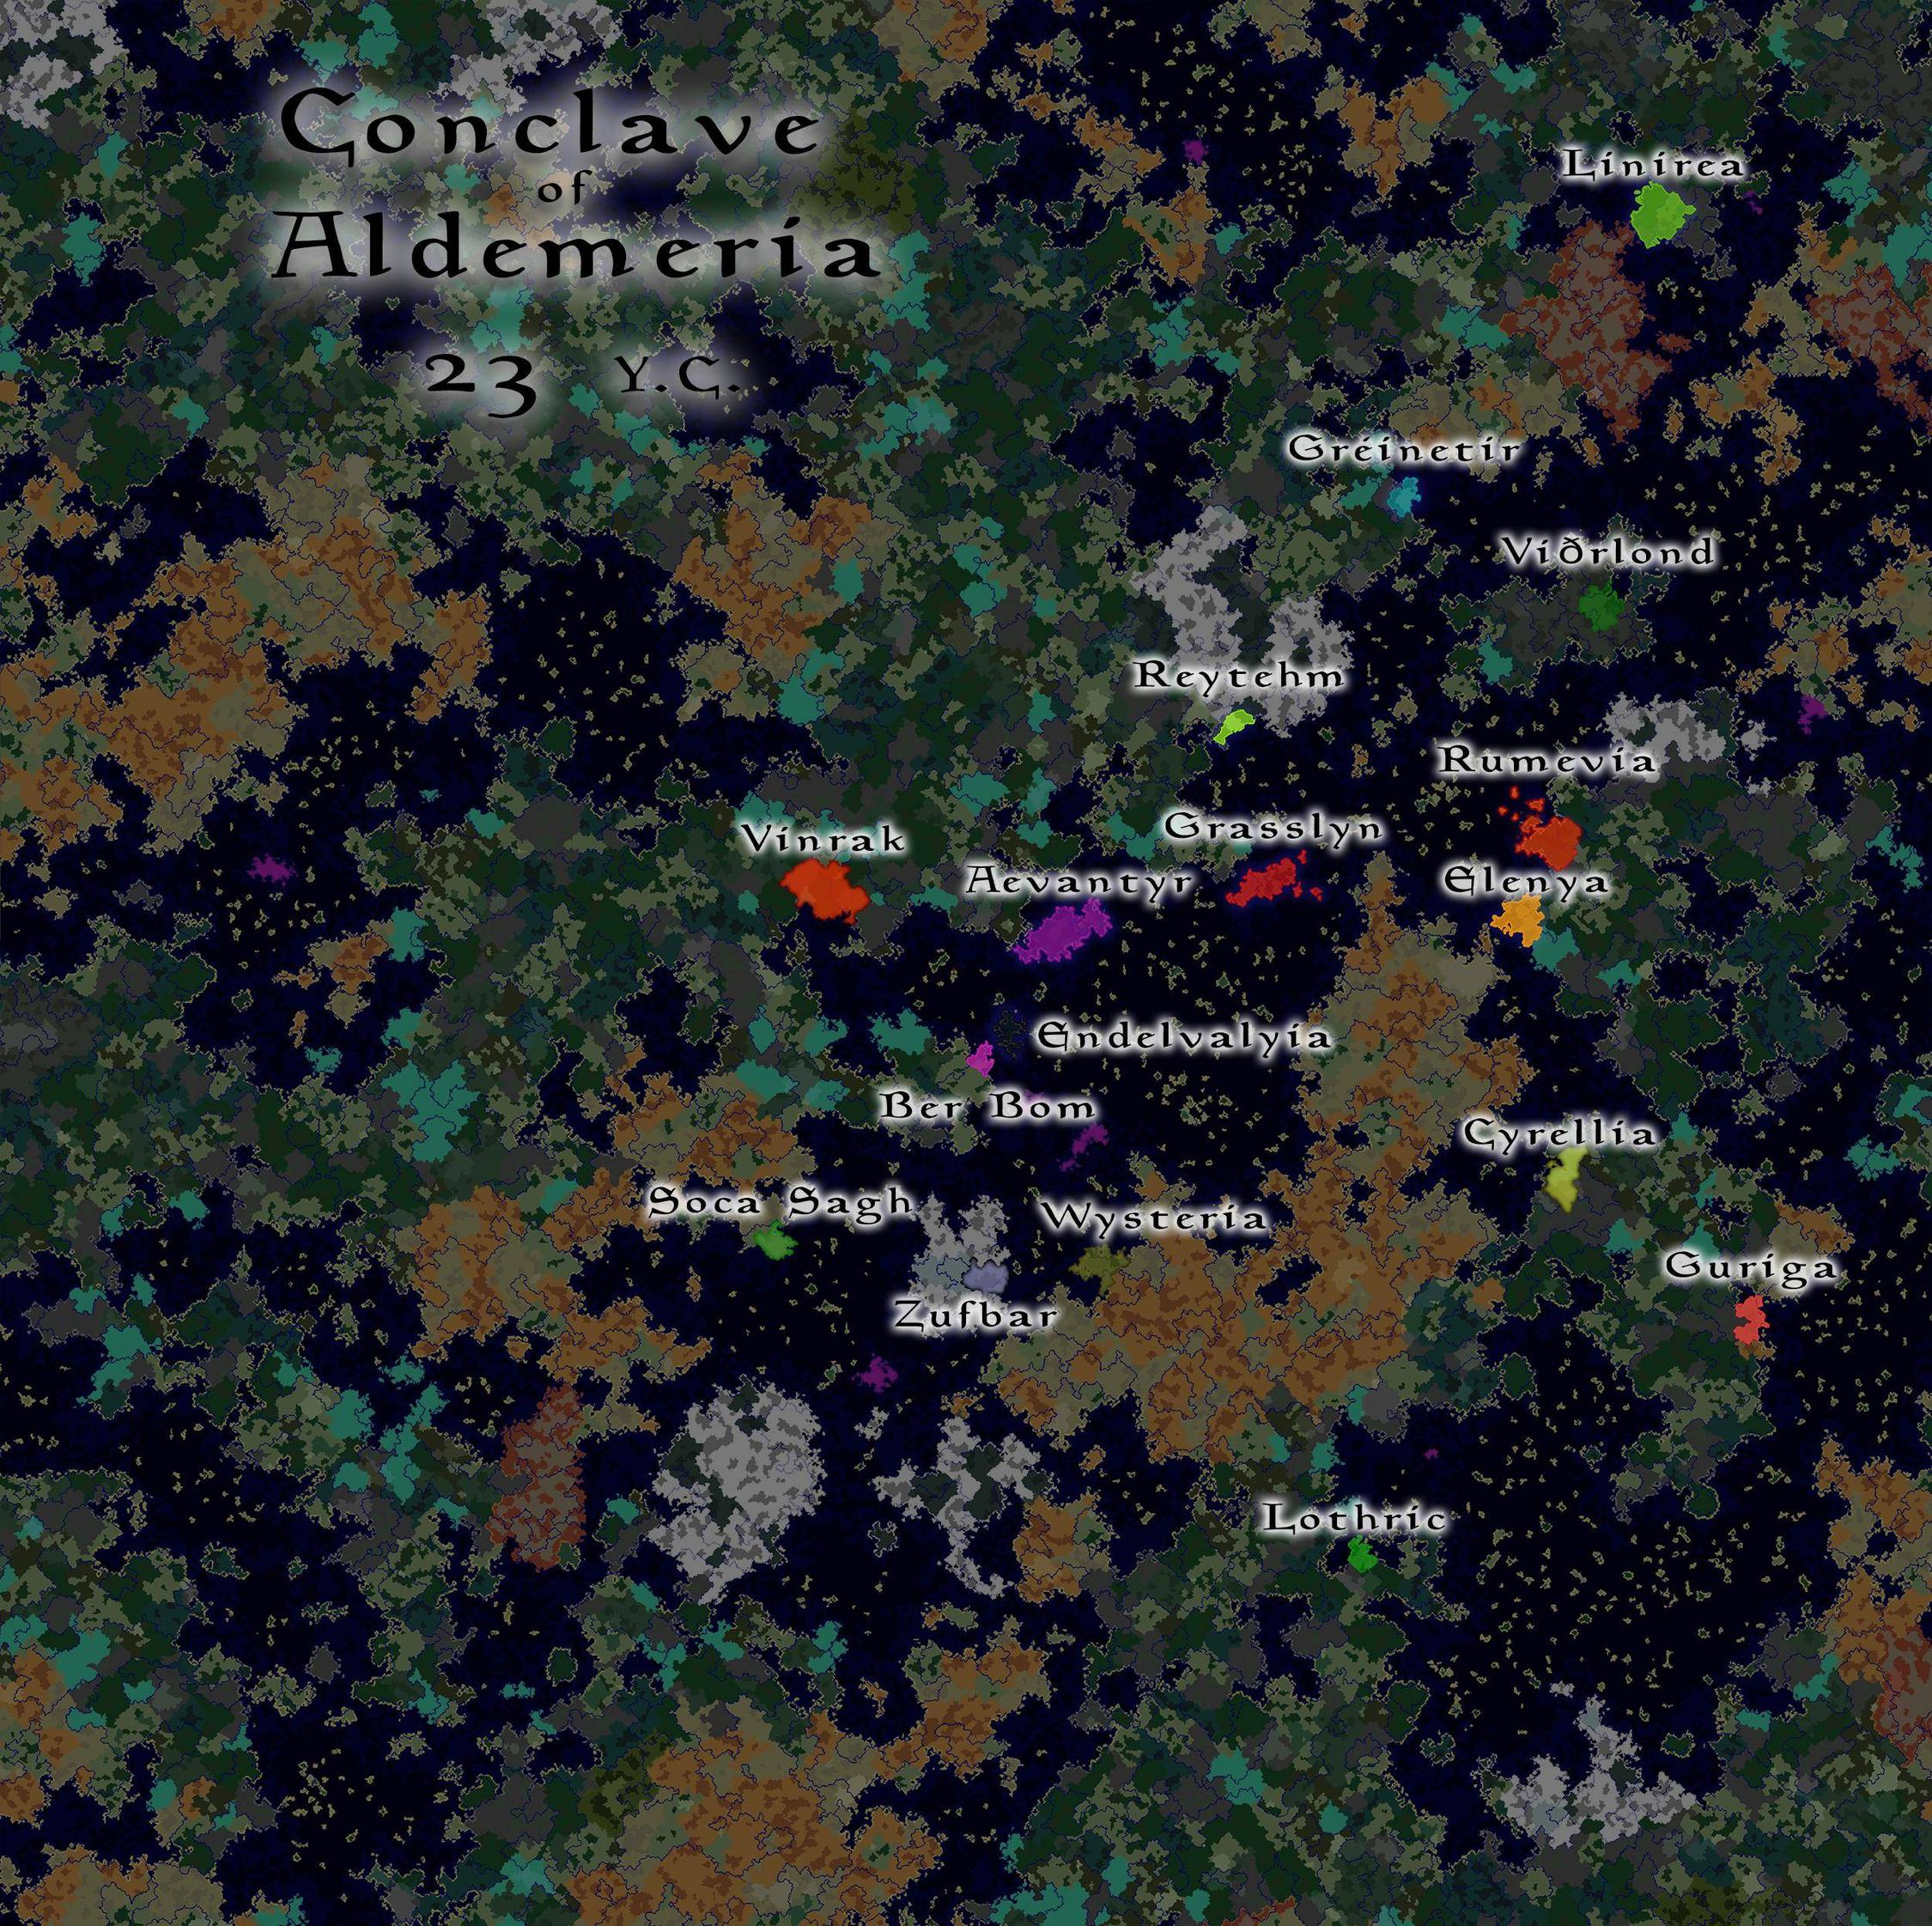 Conclave
of
Aldemeria
23 Y.C.
Linirea
Gréinetír
Viðrlond
Reytehm
Rumevia
Grasslyn
Vinrak
Aevantyr
Elenya
Endelvalyia
Ber Bom
Cyrellia
Soca Sagh
Wysteria
Guriga
Zufbar
Lothric